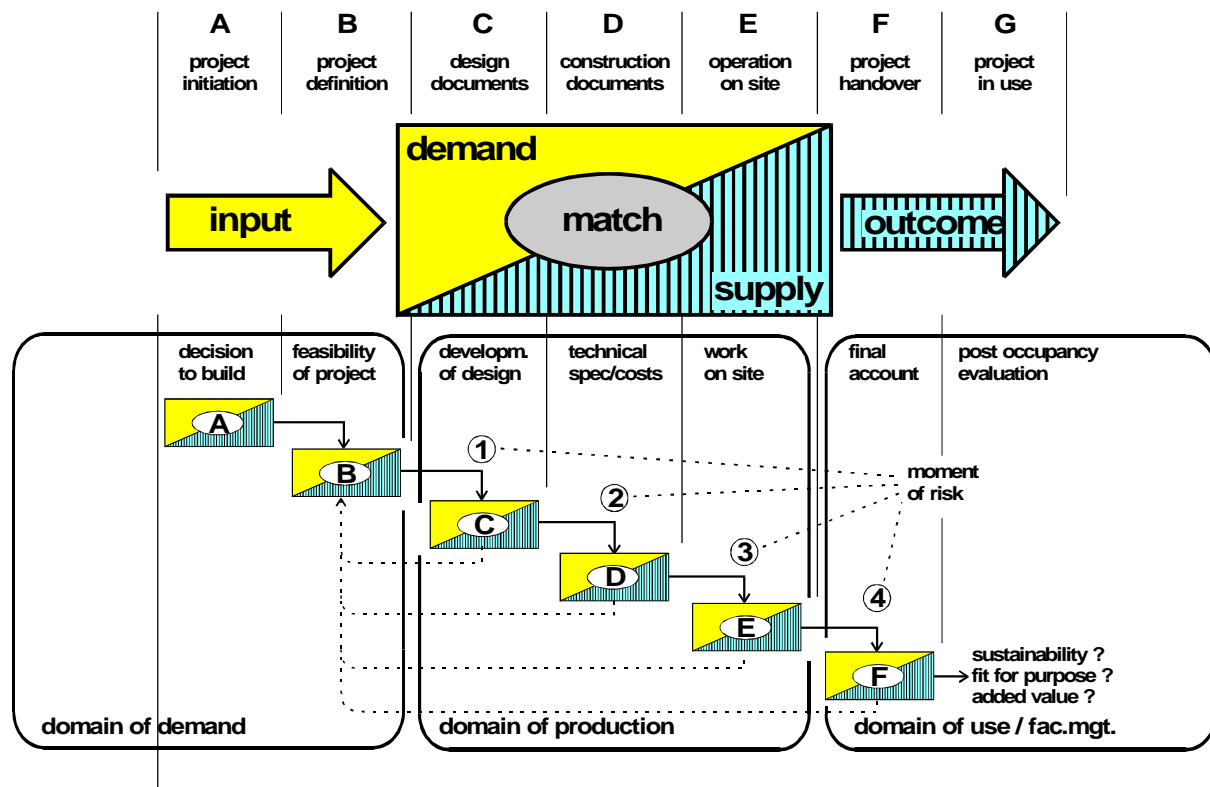 A B C D E F G
project project design construction operation project project
initiation definition documents documents on site handover in use
demand
input match outcome
supply
decision feasibility developm. technical work final post occupancy
to build of project of design spec/costs on site account evaluation
A
1
B moment
of risk
2
C
3
D
4
E
sustainability ?
F fit for purpose ?
added value ?
domain of demand domain of production domain of use / fac.mgt.